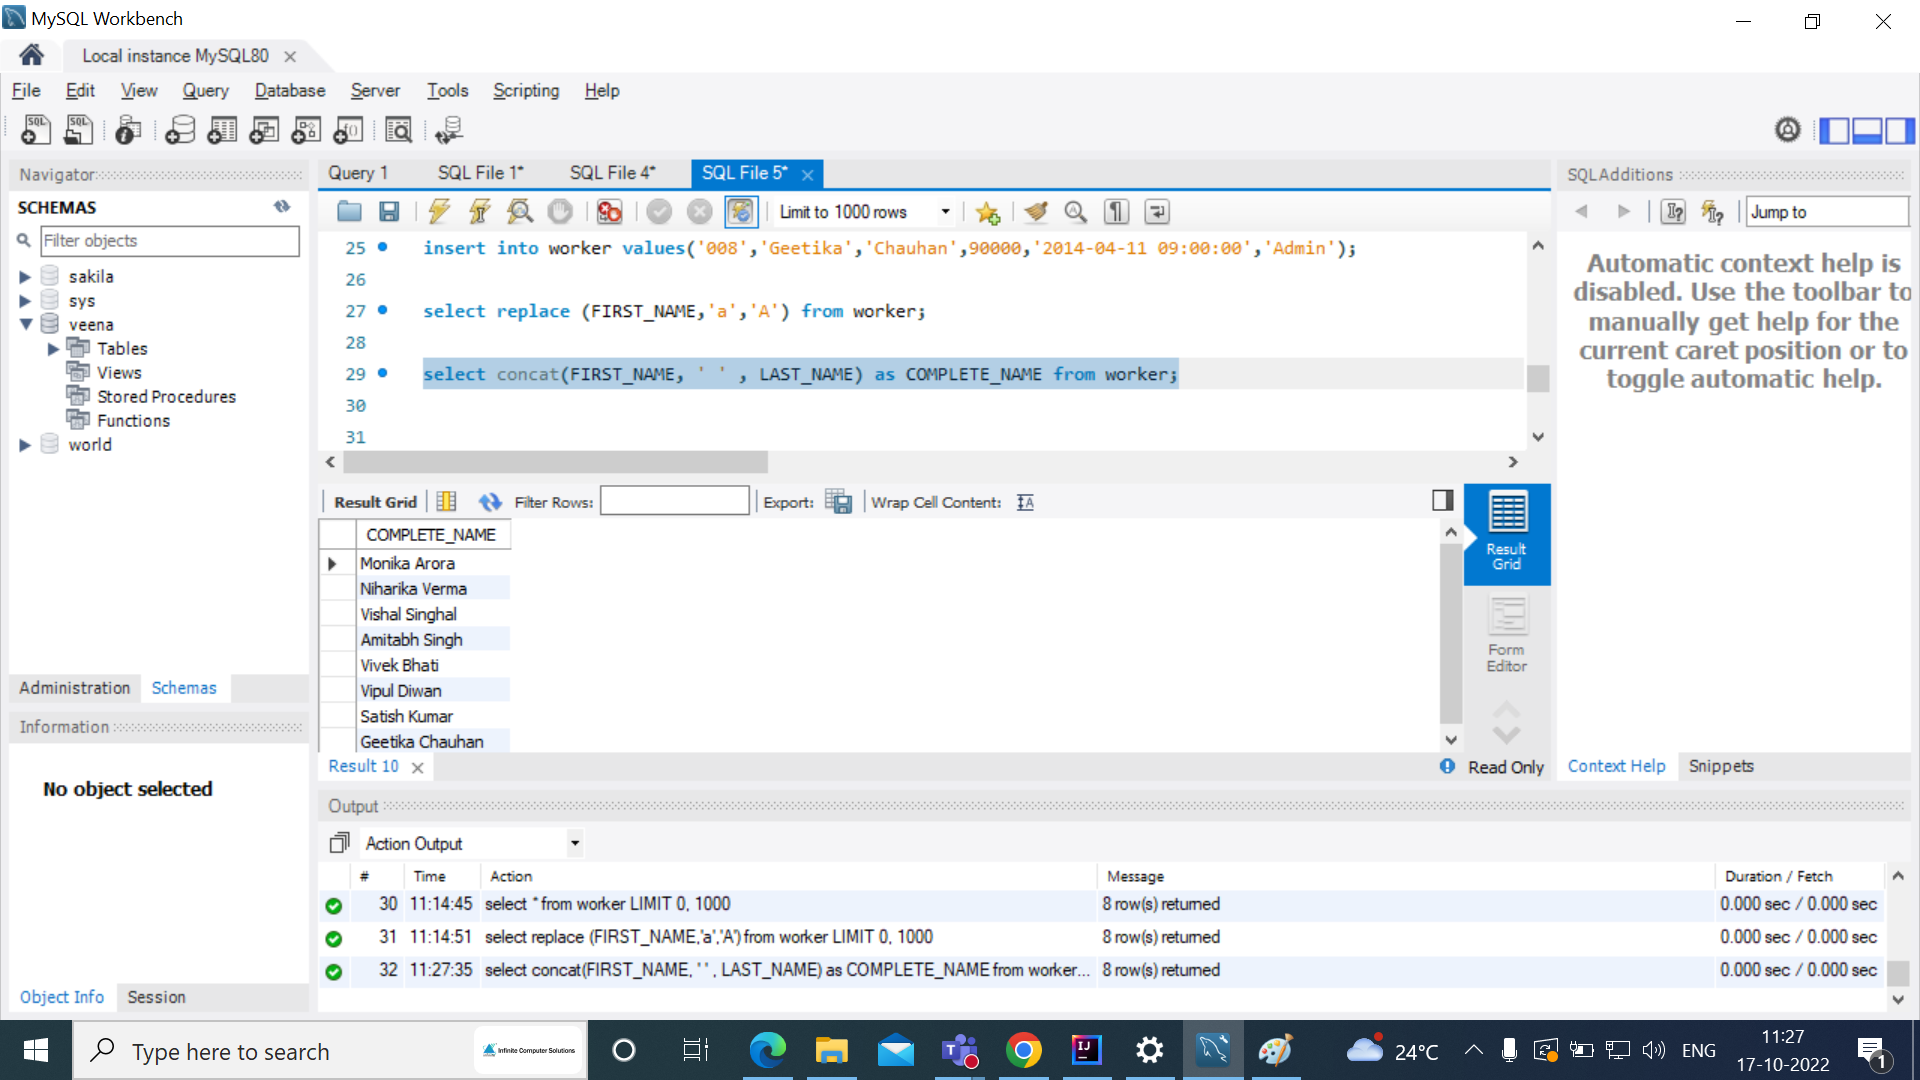 MySQL Workbench
Local instance MySQL80
File Edit View Query Database Server Tools Scripting Help
Navigator
SCHEMAS
Filter objects
sakila
sys
veena
Tables
Views
Stored Procedures
Functions
world
Administration Schemas
Information
No object selected
Object Info Session
Query 1 SQL File 1* SQL File 4* SQL File 5*
Limit to 1000 rows
25 insert into worker values('008','Geetika','Chauhan',90000,'2014-04-11 09:00:00','Admin');
26
27 select replace (FIRST_NAME,'a','A') from worker;
28
29 select concat(FIRST_NAME, ' ' , LAST_NAME) as COMPLETE_NAME from worker;
30
31
Result Grid Filter Rows: Export: Wrap Cell Content:
COMPLETE_NAME
Monika Arora
Niharika Verma
Vishal Singhal
Amitabh Singh
Vivek Bhati
Vipul Diwan
Satish Kumar
Geetika Chauhan
Result Grid
Form Editor
Result 10
Read Only
SQLAdditions
Jump to
Automatic context help is
disabled. Use the toolbar to
manually get help for the
current caret position or to
toggle automatic help.
Context Help Snippets
Output
Action Output
# Time Action Message Duration / Fetch
30 11:14:45 select * from worker LIMIT 0, 1000 8 row(s) returned 0.000 sec / 0.000 sec
31 11:14:51 select replace (FIRST_NAME,'a','A') from worker LIMIT 0, 1000 8 row(s) returned 0.000 sec / 0.000 sec
32 11:27:35 select concat(FIRST_NAME, ' ' , LAST_NAME) as COMPLETE_NAME from worker... 8 row(s) returned 0.000 sec / 0.000 sec
Type here to search
Infinite Computer Solutions
24°C
ENG
11:27
17-10-2022
1